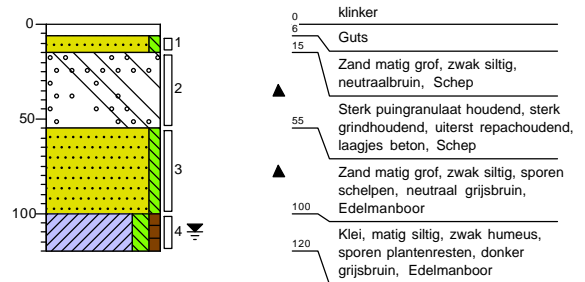 0
50
100
1
2
3
4
0
klinker
6
Guts
15
Zand matig grof, zwak siltig,
neutraalbruin, Schep
Sterk puingranulaat houdend, sterk
55
grindhoudend, uiterst repachoudend,
laagjes beton, Schep
Zand matig grof, zwak siltig, sporen
schelpen, neutraal grijsbruin,
100
Edelmanboor
Klei, matig siltig, zwak humeus,
120
sporen plantenresten, donker
grijsbruin, Edelmanboor